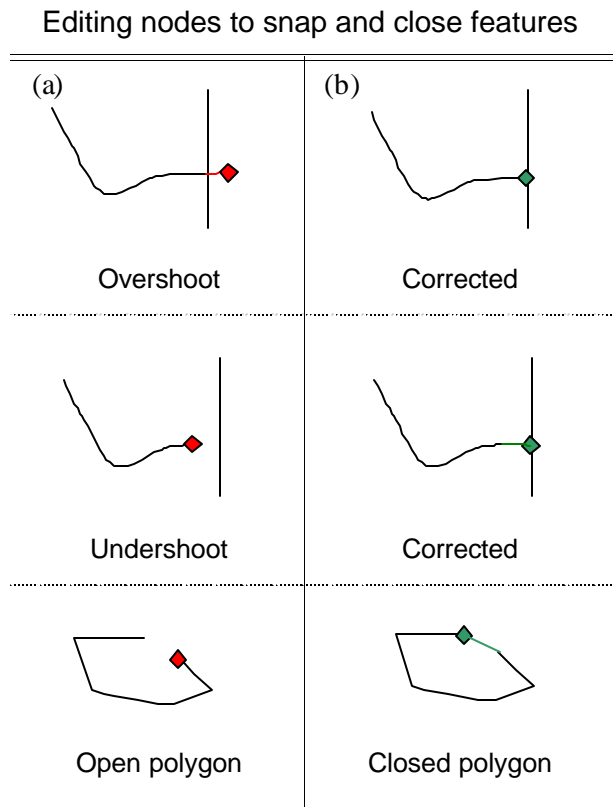 Editing nodes to snap and close features
(a)
(b)
Overshoot
Corrected
Undershoot
Corrected
Open polygon
Closed polygon